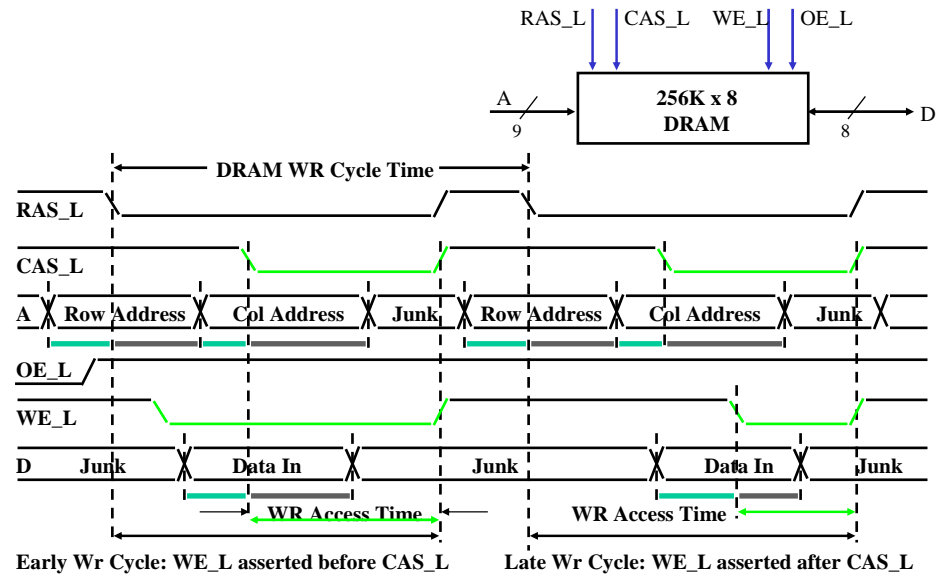 RAS_L CAS_L WE_L OE_L
A 256K x 8 D
9 DRAM 8
DRAM WR Cycle Time
RAS_L
CAS_L
A Row Address Col Address Junk Row Address Col Address Junk
OE_L
WE_L
D Junk Data In Junk Data In Junk
WR Access Time WR Access Time
Early Wr Cycle: WE_L asserted before CAS_L Late Wr Cycle: WE_L asserted after CAS_L